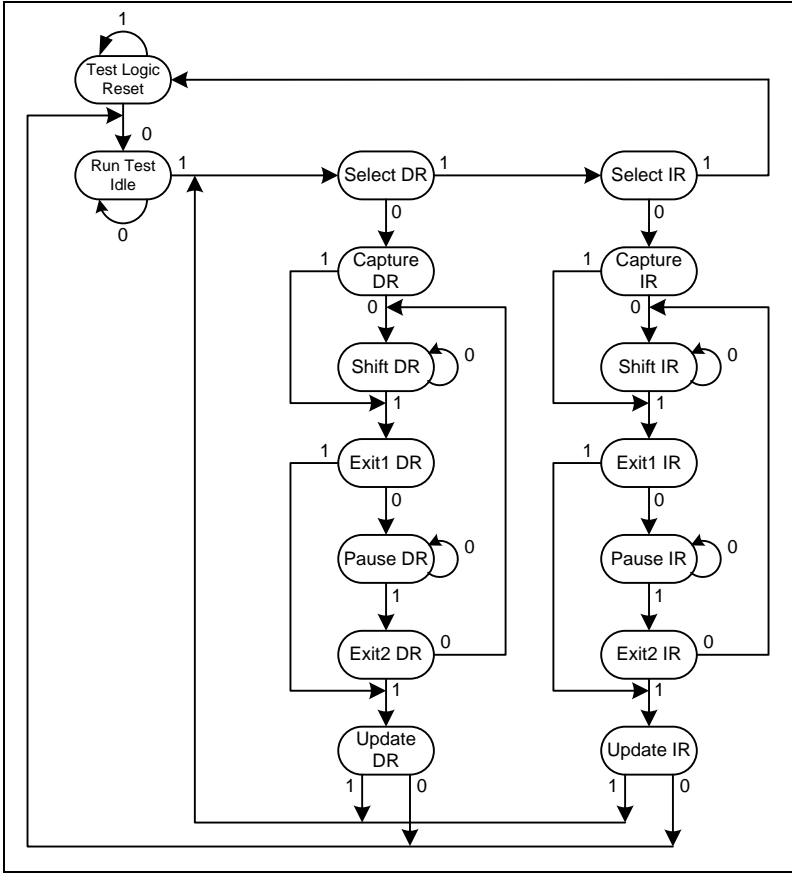 1
Test Logic
Reset
0
Run Test
Idle
1
0
Select DR
1
0
Select IR
1
0
Capture
DR
1
0
Capture
IR
1
0
Shift DR
0
1
Shift IR
0
1
Exit1 DR
1
0
Exit1 IR
1
0
Pause DR
0
1
Pause IR
0
1
Exit2 DR
0
1
Exit2 IR
0
1
Update
DR
1
0
Update IR
1
0